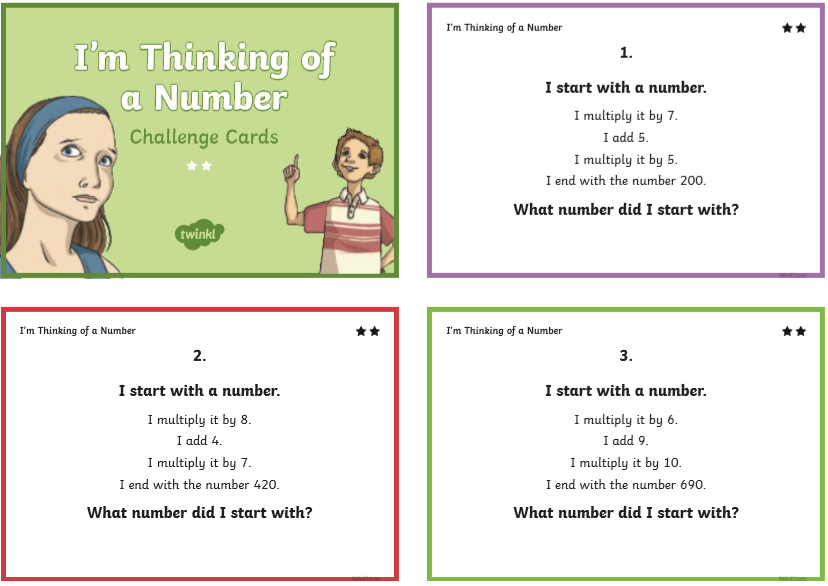 I'm Thinking of
a Number
Challenge Cards
twinkl
I'm Thinking of a Number
1.
I start with a number.
I multiply it by 7.
I add 5.
I multiply it by 5.
I end with the number 200.
What number did I start with?
I'm Thinking of a Number
2.
I start with a number.
I multiply it by 8.
I add 4.
I multiply it by 7.
I end with the number 420.
What number did I start with?
I'm Thinking of a Number
3.
I start with a number.
I multiply it by 6.
I add 9.
I multiply it by 10.
I end with the number 690.
What number did I start with?